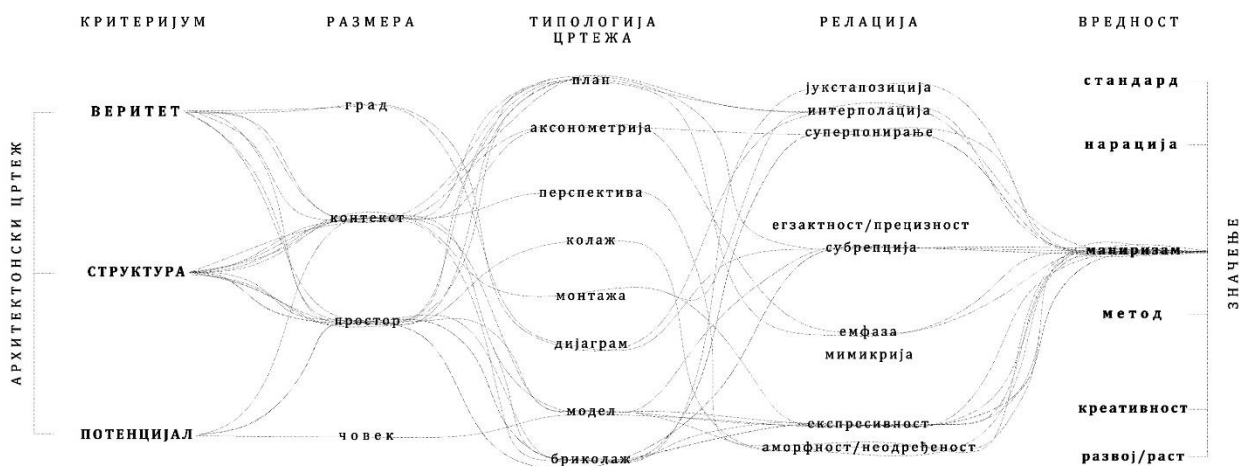 КРИТЕРИЈУМ
РАЗМЕРА
ТИПОЛОГИЈА
ЦРТЕЖА
РЕЛАЦИЈА
ВРЕДНОСТ
АРХИТЕКТОНСКИ ЦРТЕЖ
ВЕРИТЕТ
СТРУКТУРА
ПОТЕНЦИЈАЛ
град
контекст
простор
човек
план
аксонометрија
перспектива
колаж
монтажа
дијаграм
модел
бриколаж
јукстапозиција
интерполација
суперпонирање
егзактност/прецизност
субрепција
емфаза
мимикрија
експресивност
аморфност/неодређеност
стандард
нарација
маниризам
метод
креативност
развој/раст
ЗНАЧЕЊЕ